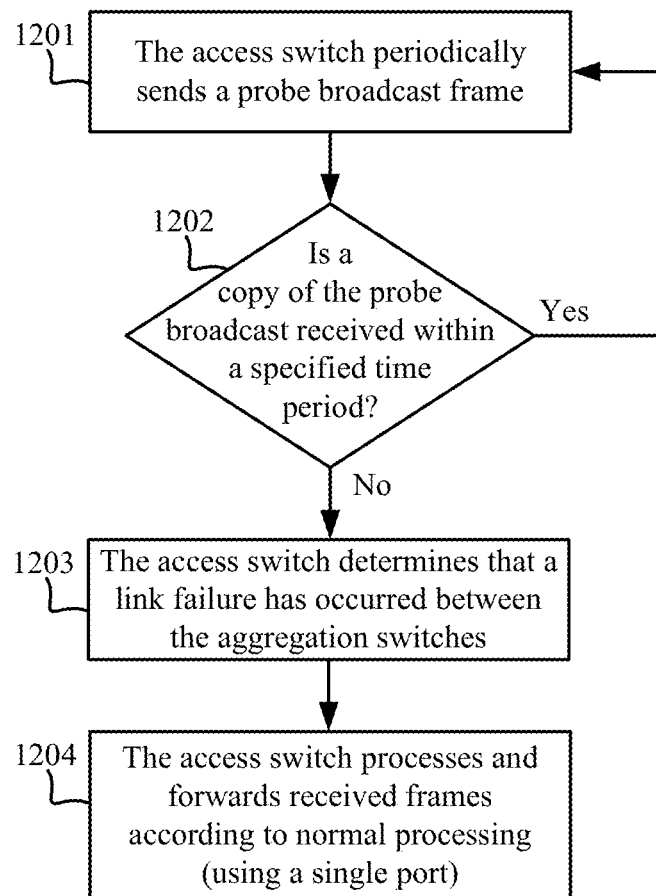 1201
The access switch periodically
sends a probe broadcast frame
1202
Is a
copy of the probe
broadcast received within
a specified time
period?
Yes
No
1203
The access switch determines that a
link failure has occurred between
the aggregation switches
1204
The access switch processes and
forwards received frames
according to normal processing
(using a single port)